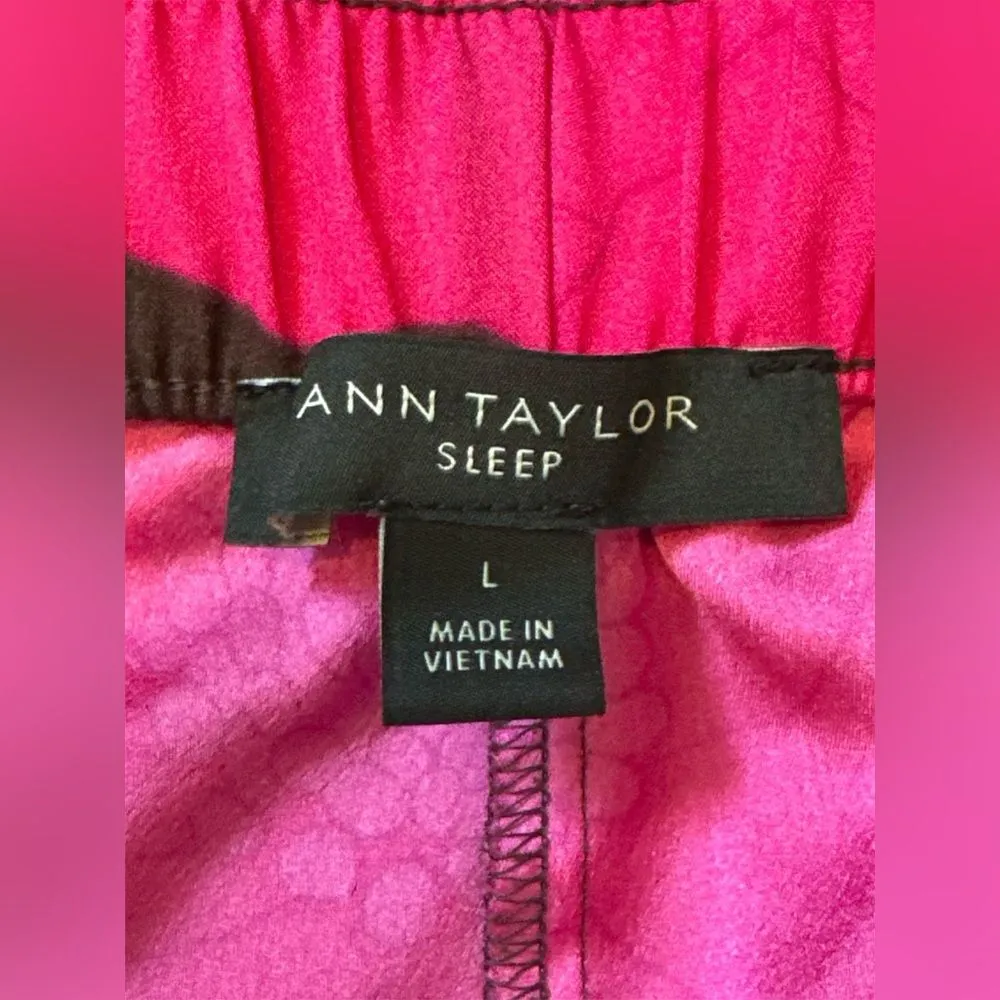 ANN TAYLOR
SLEEP
L
MADE IN
VIETNAM